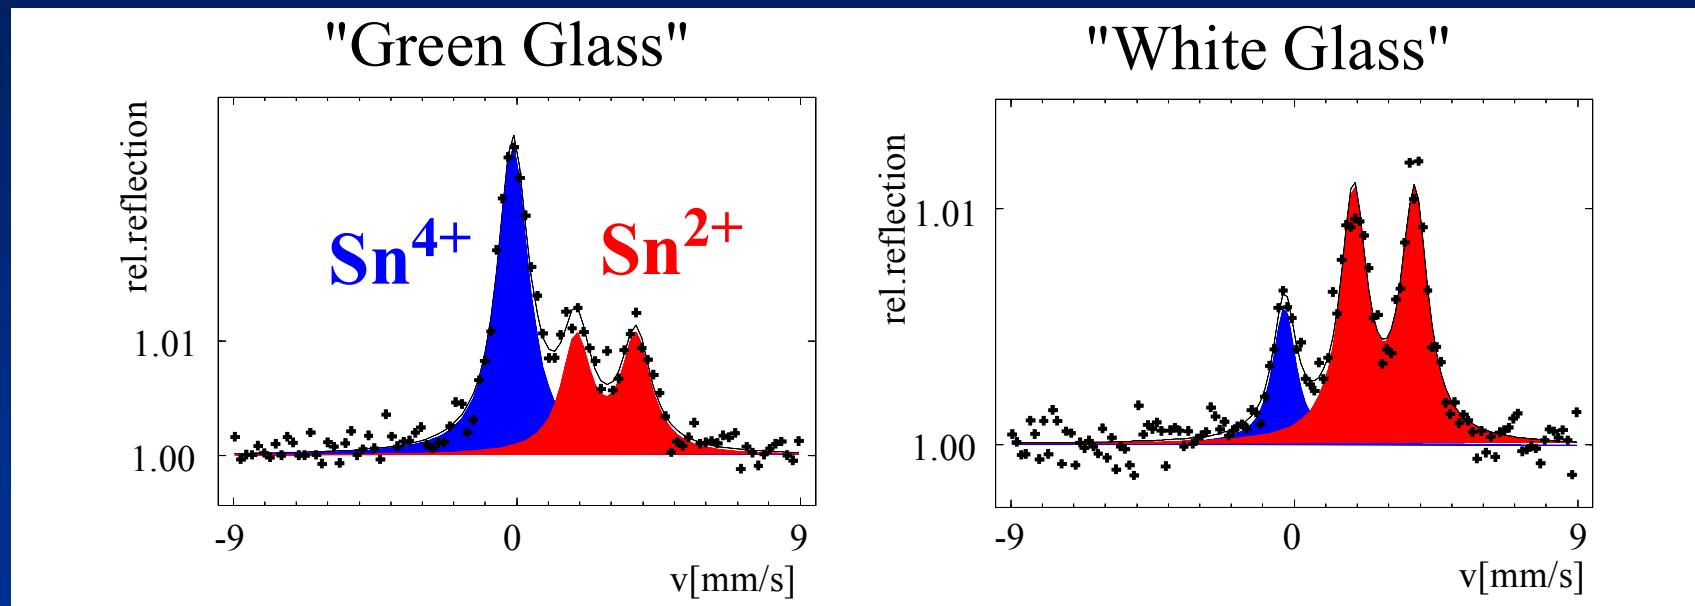 "Green Glass"
rel.reflection
Sn⁴⁺
Sn²⁺
1.01
1.00
-9 0 9
v[mm/s]
"White Glass"
rel.reflection
1.01
1.00
-9 0 9
v[mm/s]